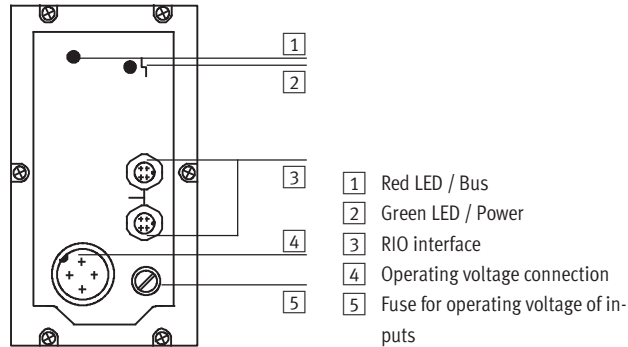 1
2
3
4
5
1 Red LED / Bus
2 Green LED / Power
3 RIO interface
4 Operating voltage connection
5 Fuse for operating voltage of in-
puts